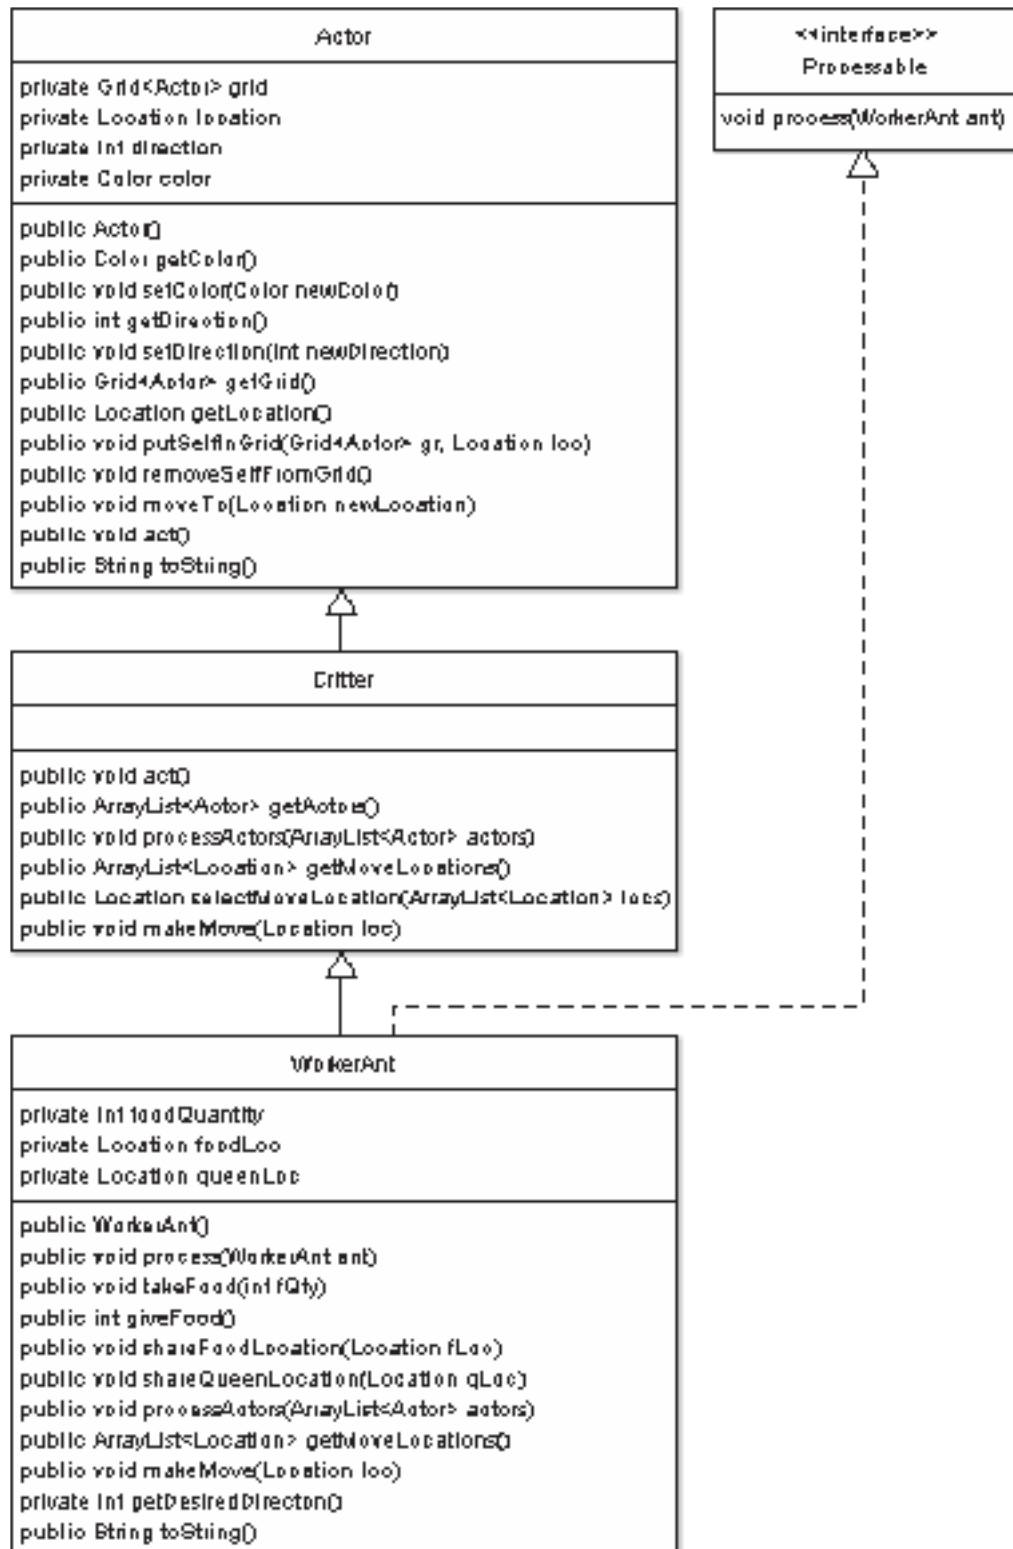 Actor
private Grid<Actor> grid
private Location location
private int direction
private Color color
public Actor()
public Color getColor()
public void setColor(Color newColor)
public int getDirection()
public void setDirection(int newDirection)
public Grid<Actor> getGrid()
public Location getLocation()
public void putSelfInGrid(Grid<Actor> gr, Location loc)
public void removeSelfFromGrid()
public void moveTo(Location newLocation)
public void act()
public String toString()
<<interface>>
Processable
void process(WorkerAnt ant)
Critter
public void act()
public ArrayList<Actor> getActors()
public void processActors(ArrayList<Actor> actors)
public ArrayList<Location> getMoveLocations()
public Location selectMoveLocation(ArrayList<Location> locs)
public void makeMove(Location loc)
WorkerAnt
private int foodQuantity
private Location foodLoc
private Location queenLoc
public WorkerAnt()
public void process(WorkerAnt ant)
public void takeFood(int fQty)
public int giveFood()
public void shareFoodLocation(Location fLoc)
public void shareQueenLocation(Location qLoc)
public void processActors(ArrayList<Actor> actors)
public ArrayList<Location> getMoveLocations()
public void makeMove(Location loc)
private int getDesiredDirecton()
public String toString()